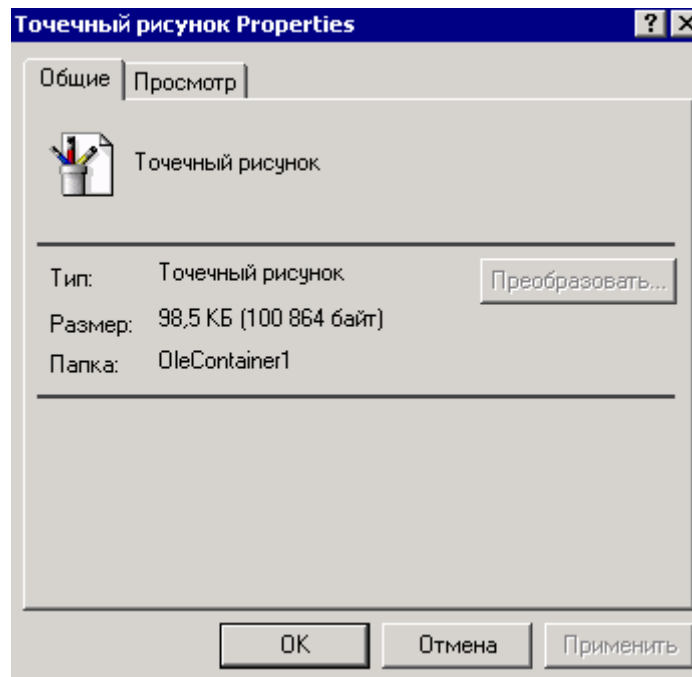 Точечный рисунок Properties ? X
Общие Просмотр
Точечный рисунок
Тип: Точечный рисунок Преобразовать...
Размер: 98,5 КБ (100 864 байт)
Папка: OleContainer1
OK Отмена Применить